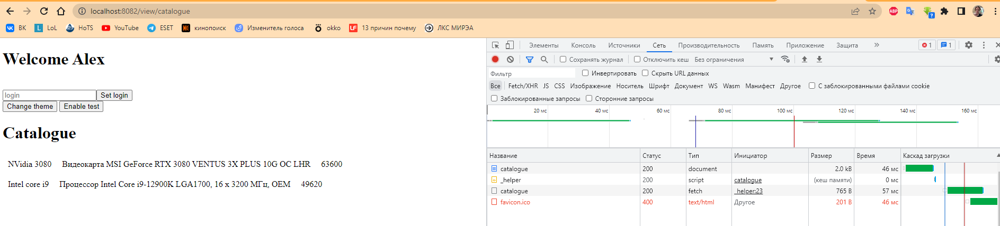 localhost:8082/view/catalogue
ABP
?
ВК LoL HoTS YouTube ESET кинопоиск Изменитель голоса okko LF 13 причин почему ЛКС МИРЭА
Welcome Alex
login Set login
Change theme Enable test
Catalogue
NVidia 3080 Видеокарта MSI GeForce RTX 3080 VENTUS 3X PLUS 10G OC LHR 63600
Intel core i9 Процессор Intel Core i9-12900K LGA1700, 16 x 3200 МГц, OEM 49620
Элементы Консоль Источники Сеть Производительность Память Приложение Защита » 1 1
Сохранять журнал Отключить кеш Без ограничения
Фильтр Инвертировать Скрыть URL данных
Все Fetch/XHR JS CSS Изображение Носитель Шрифт Документ WS Wasm Манифест Другое С заблокированными файлами cookie
Заблокированные запросы Сторонние запросы
20 мс 40 мс 60 мс 80 мс 100 мс 120 мс 140 мс 160 мс
Название Статус Тип Инициатор Размер Время Каскад загрузки
catalogue 200 document 2.0 kB 46 мс
_helper 200 script catalogue (кеш памяти) 0 мс
catalogue 200 fetch _helper:23 765 B 57 мс
favicon.ico 400 text/html Другое 201 B 46 мс